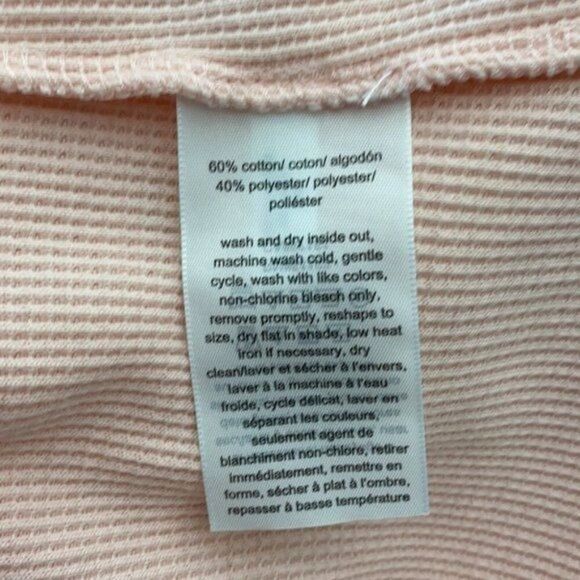 60% cotton/ coton/ algodón
40% polyester/ polyester/
poliéster
wash and dry inside out,
machine wash cold, gentle
cycle, wash with like colors,
non-chlorine bleach only,
remove promptly, reshape to
size, dry flat in shade, low heat
iron if necessary, dry
clean/laver et sécher à l'envers,
laver à la machine à l'eau
froide, cycle délicat, laver en
séparant les couleurs,
seulement agent de
blanchiment non-chlore, retirer
immédiatement, remettre en
forme, sécher à plat à l'ombre,
repasser à basse température